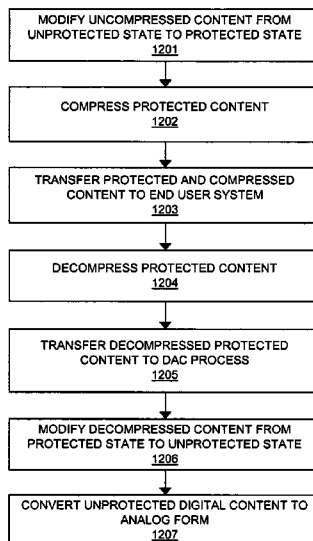 MODIFY UNCOMPRESSED CONTENT FROM
UNPROTECTED STATE TO PROTECTED STATE
1201
COMPRESS PROTECTED CONTENT
1202
TRANSFER PROTECTED AND COMPRESSED
CONTENT TO END USER SYSTEM
1203
DECOMPRESS PROTECTED CONTENT
1204
TRANSFER DECOMPRESSED PROTECTED
CONTENT TO DAC PROCESS
1205
MODIFY DECOMPRESSED CONTENT FROM
PROTECTED STATE TO UNPROTECTED STATE
1206
CONVERT UNPROTECTED DIGITAL CONTENT TO
ANALOG FORM
1207